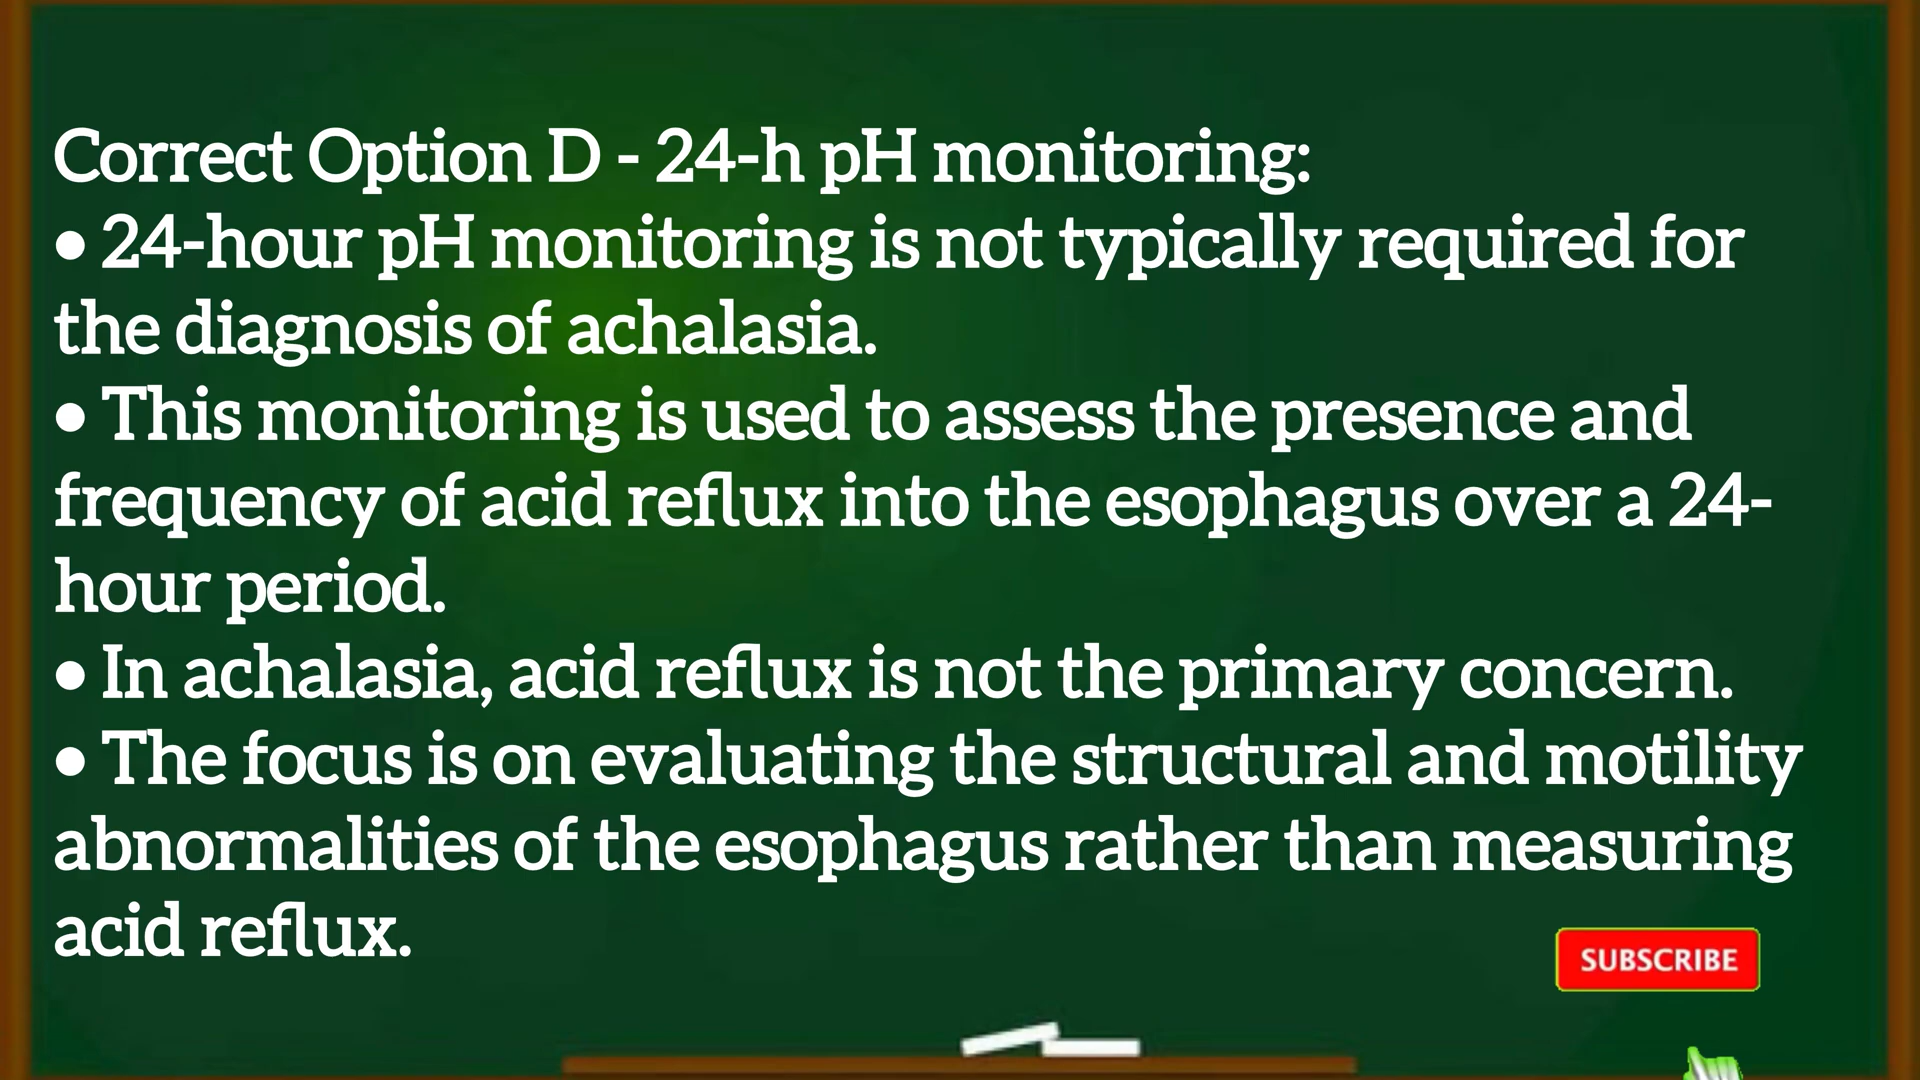 Correct Option D - 24-h pH monitoring:
● 24-hour pH monitoring is not typically required for
the diagnosis of achalasia.
● This monitoring is used to assess the presence and
frequency of acid reflux into the esophagus over a 24-
hour period.
● In achalasia, acid reflux is not the primary concern.
● The focus is on evaluating the structural and motility
abnormalities of the esophagus rather than measuring
acid reflux.
SUBSCRIBE